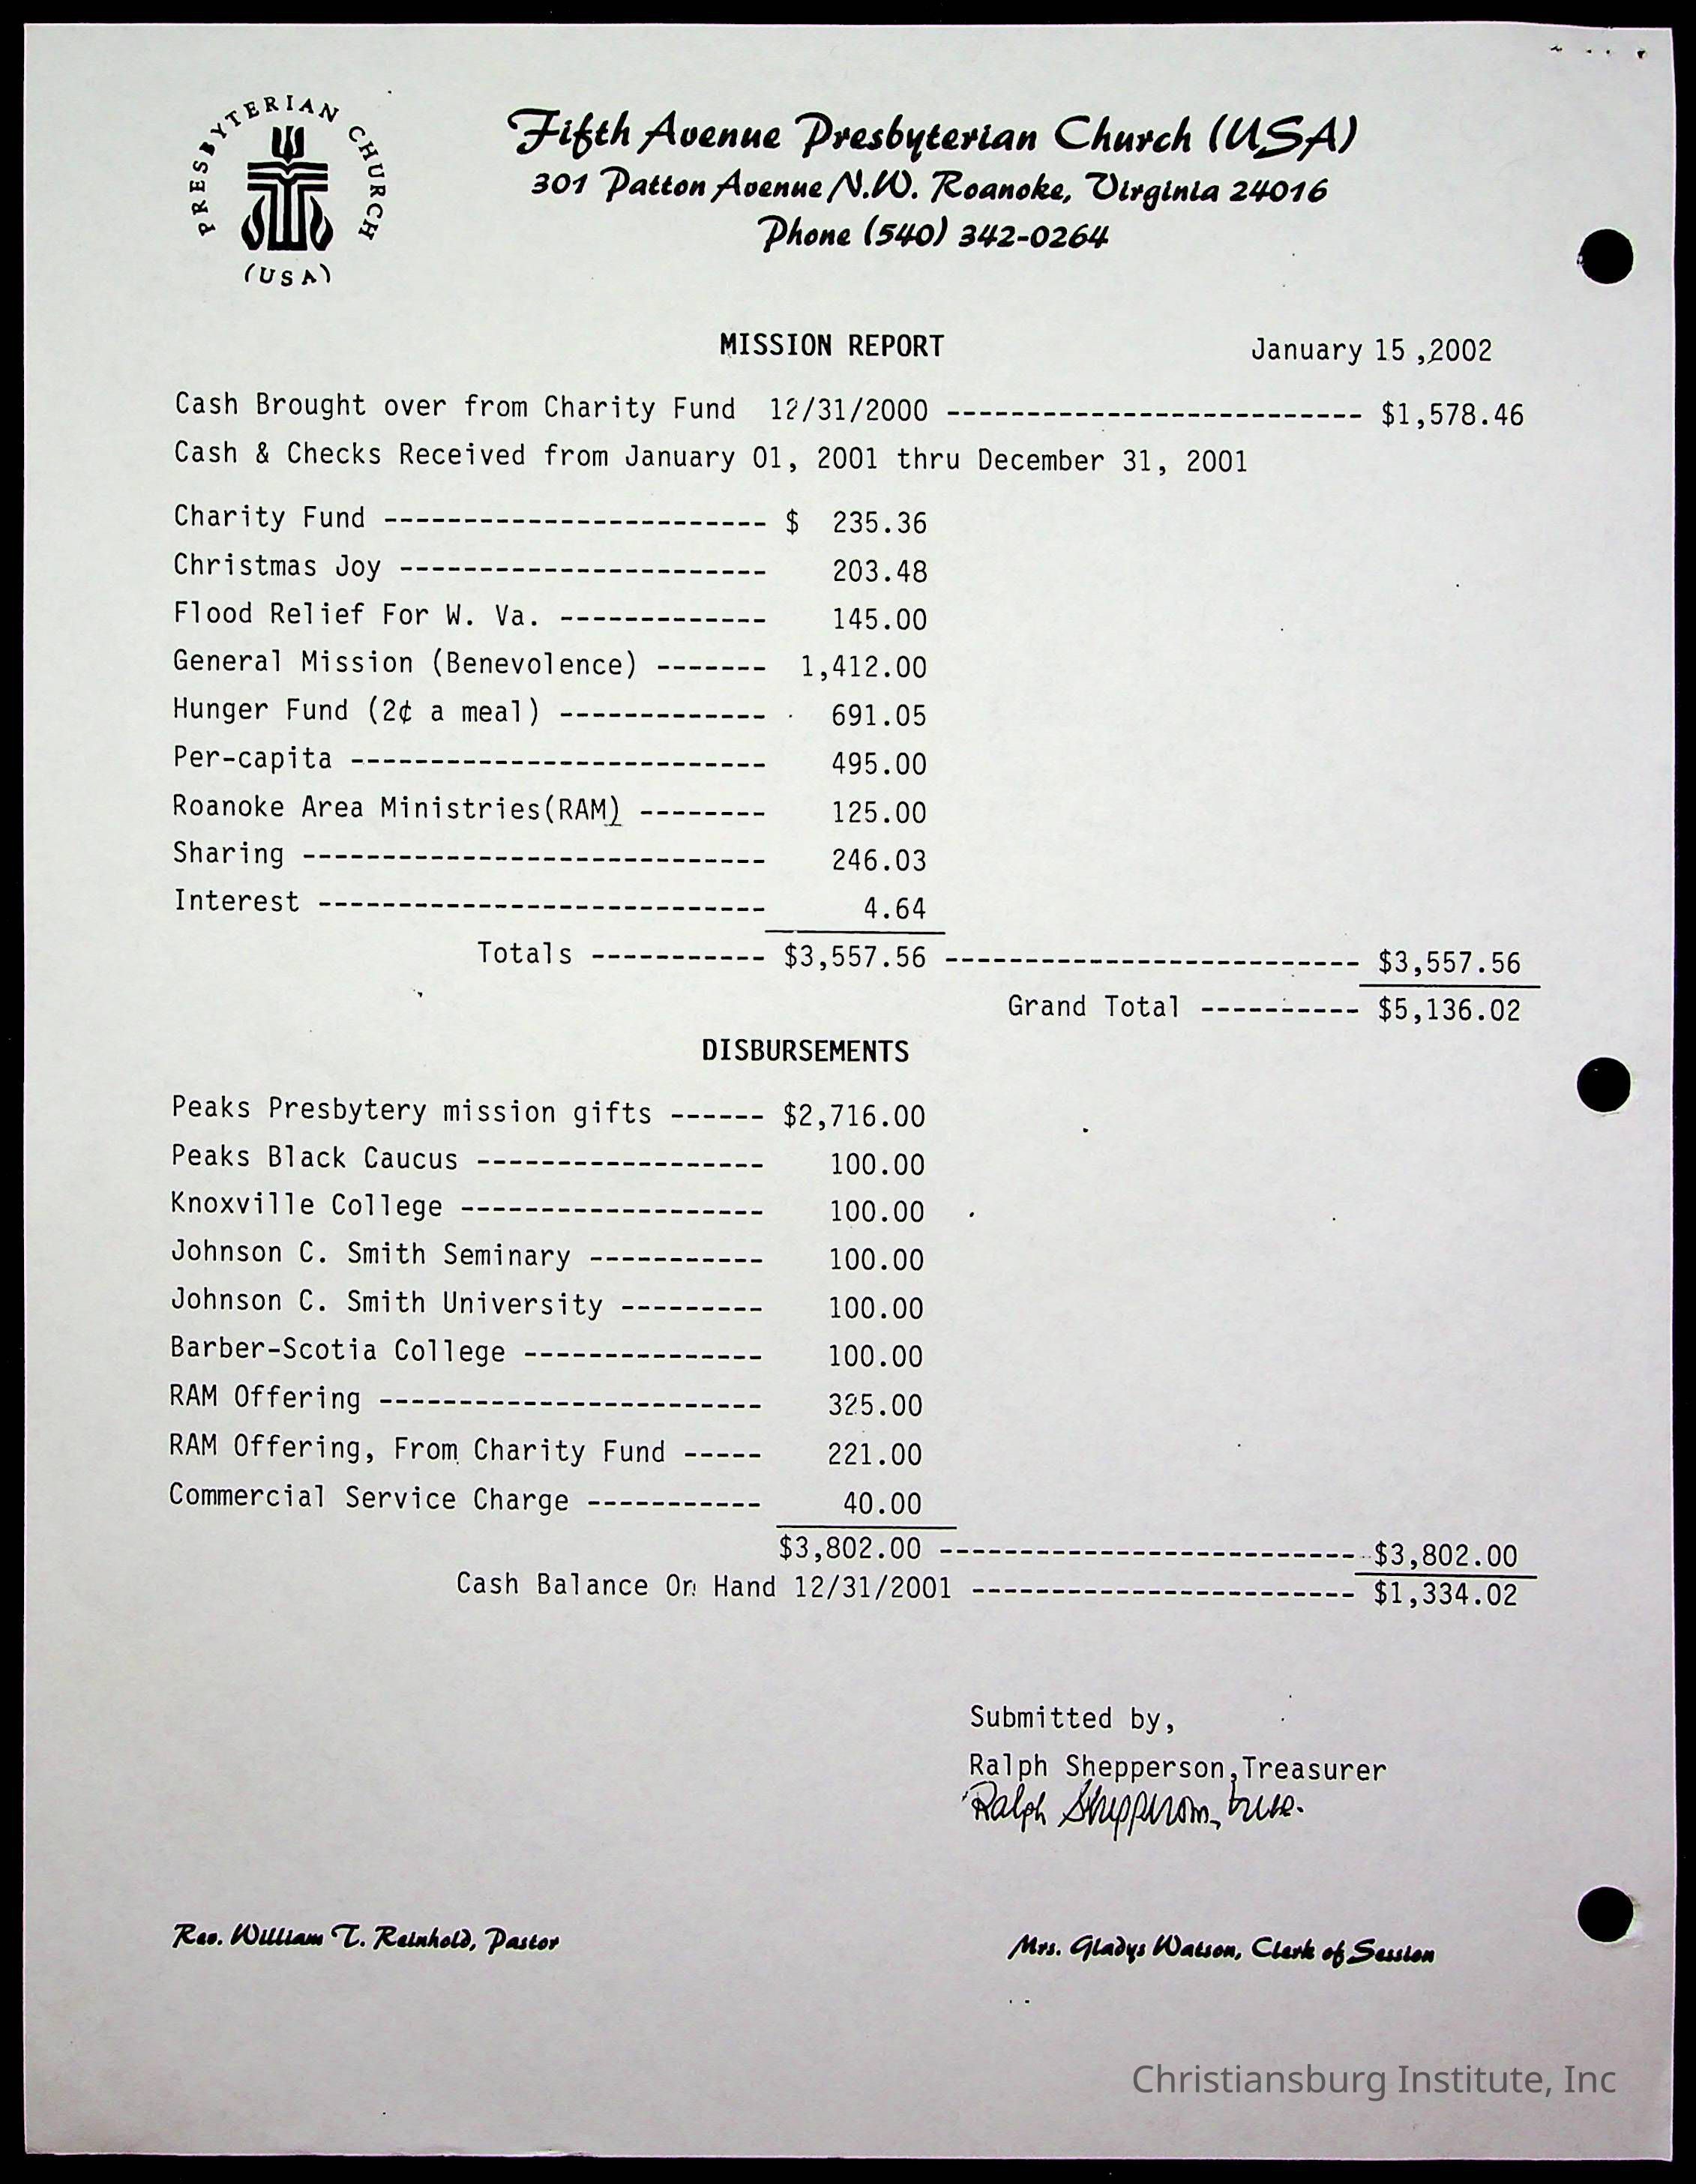 PRESBYTERIAN CHURCH
(USA)
Fifth Avenue Presbyterian Church (USA)
301 Patton Avenue N.W. Roanoke, Virginia 24016
Phone (540) 342-0264
MISSION REPORT January 15 ,2002
Cash Brought over from Charity Fund 12/31/2000 -------------------------- $1,578.46
Cash & Checks Received from January 01, 2001 thru December 31, 2001
Charity Fund ------------------------ $ 235.36
Christmas Joy ----------------------- 203.48
Flood Relief For W. Va. ------------- 145.00
General Mission (Benevolence) ------- 1,412.00
Hunger Fund (2¢ a meal) ------------- 691.05
Per-capita -------------------------- 495.00
Roanoke Area Ministries(RAM) -------- 125.00
Sharing ----------------------------- 246.03
Interest ---------------------------- 4.64
Totals ----------- $3,557.56 -------------------------- $3,557.56
Grand Total ---------- $5,136.02
DISBURSEMENTS
Peaks Presbytery mission gifts ------ $2,716.00
Peaks Black Caucus ------------------ 100.00
Knoxville College ------------------- 100.00
Johnson C. Smith Seminary ----------- 100.00
Johnson C. Smith University --------- 100.00
Barber-Scotia College --------------- 100.00
RAM Offering ------------------------ 325.00
RAM Offering, From Charity Fund ----- 221.00
Commercial Service Charge ----------- 40.00
$3,802.00 -------------------------- $3,802.00
Cash Balance On Hand 12/31/2001 ------------------------ $1,334.02
Submitted by,
Ralph Shepperson,Treasurer
Ralph Shepperson, treas.
Rev. William T. Reinhold, Pastor
Mrs. Gladys Watson, Clerk of Session
Christiansburg Institute, Inc